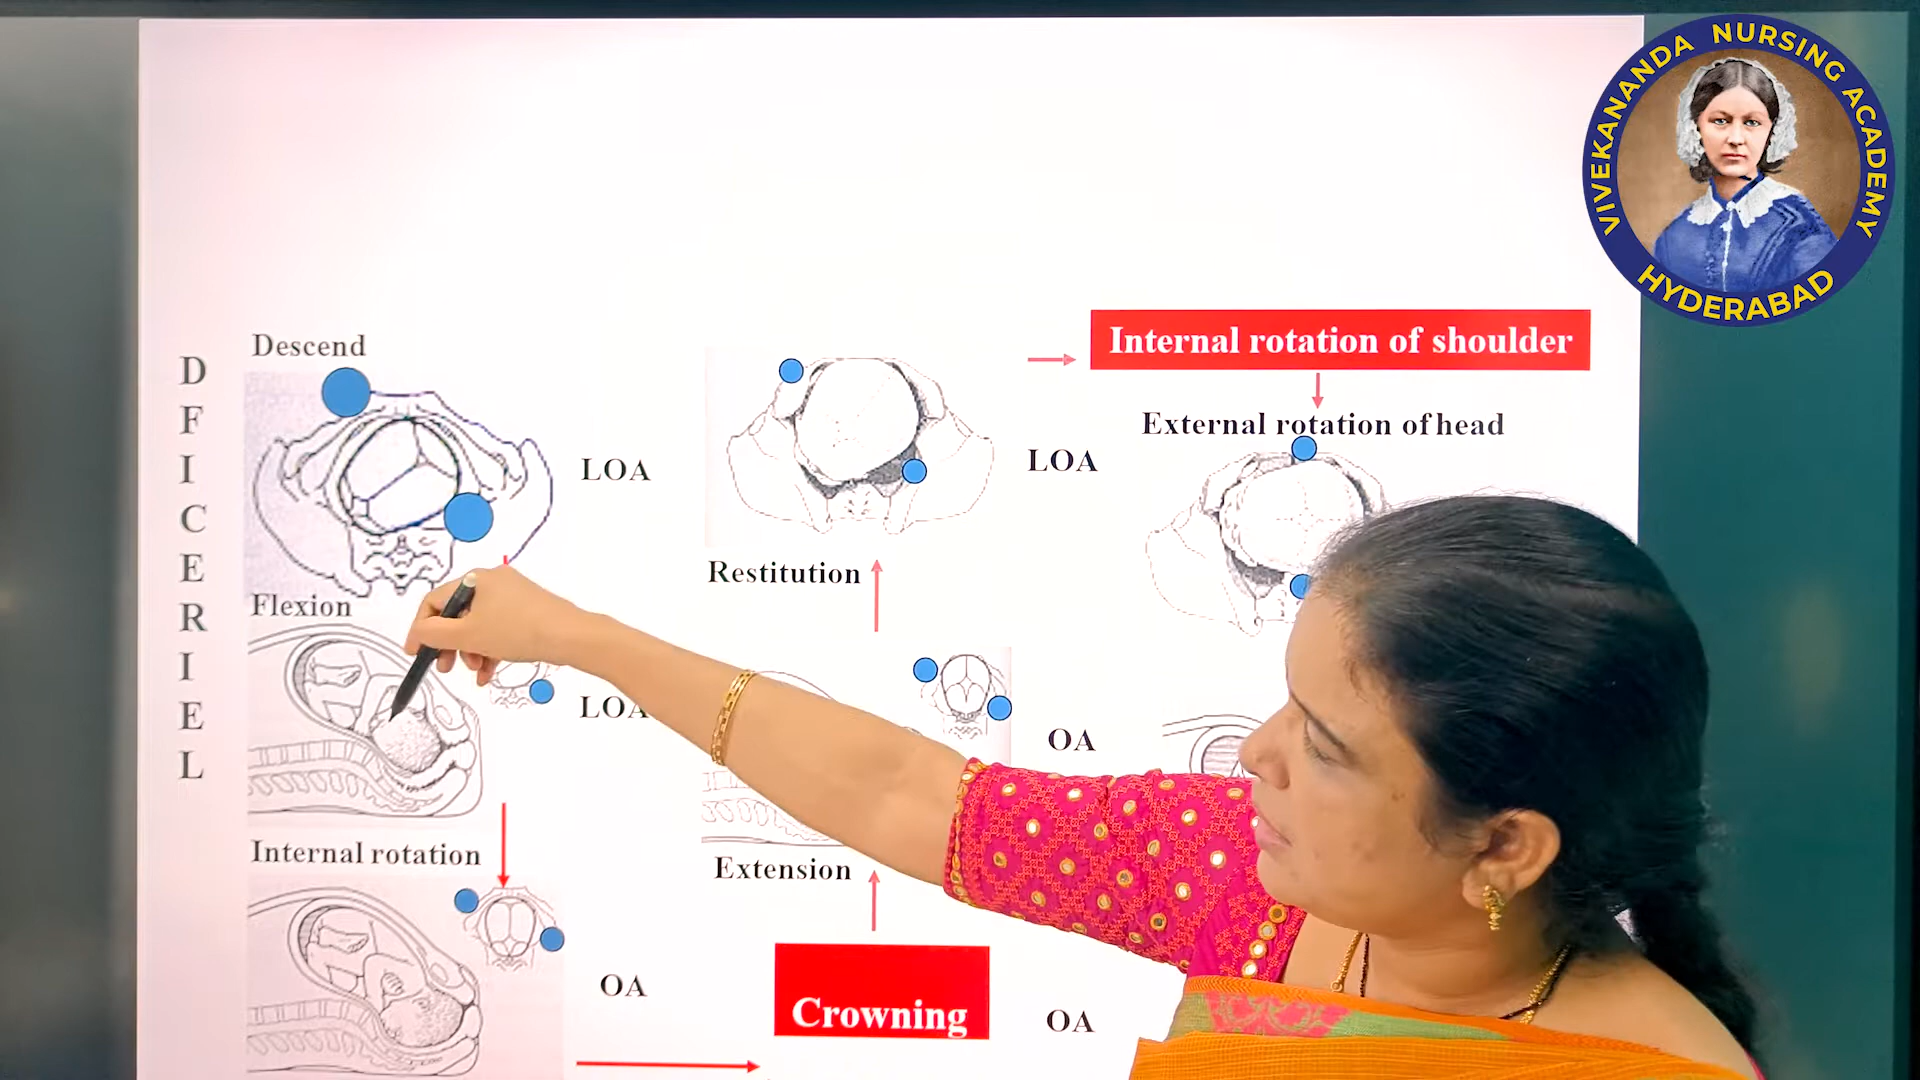 VIVEKANANDA NURSING ACADEMY
HYDERABAD
D
F
I
C
E
R
I
E
L
Descend
LOA
Flexion
LOA
Internal rotation
OA
Crowning
OA
Extension
OA
Restitution
LOA
Internal rotation of shoulder
External rotation of head